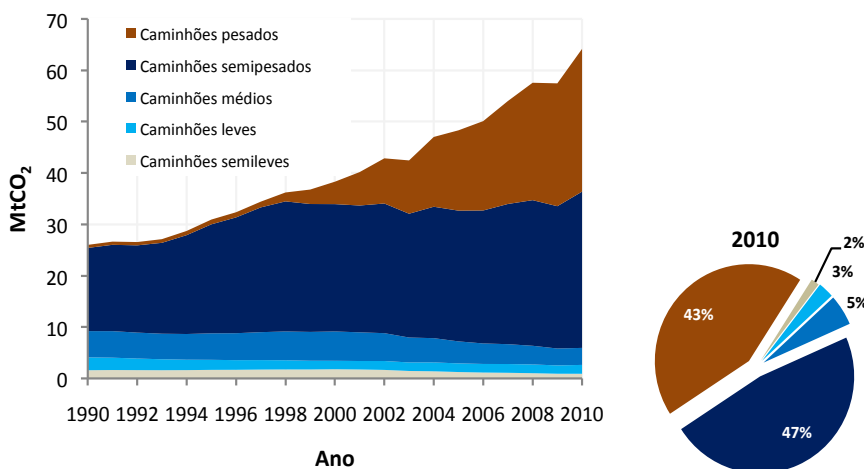 70
60
50
40
30
20
10
0
MtCO₂
Caminhões pesados
Caminhões semipesados
Caminhões médios
Caminhões leves
Caminhões semileves
1990 1992 1994 1996 1998 2000 2002 2004 2006 2008 2010
Ano
2010
2%
3%
5%
43%
47%